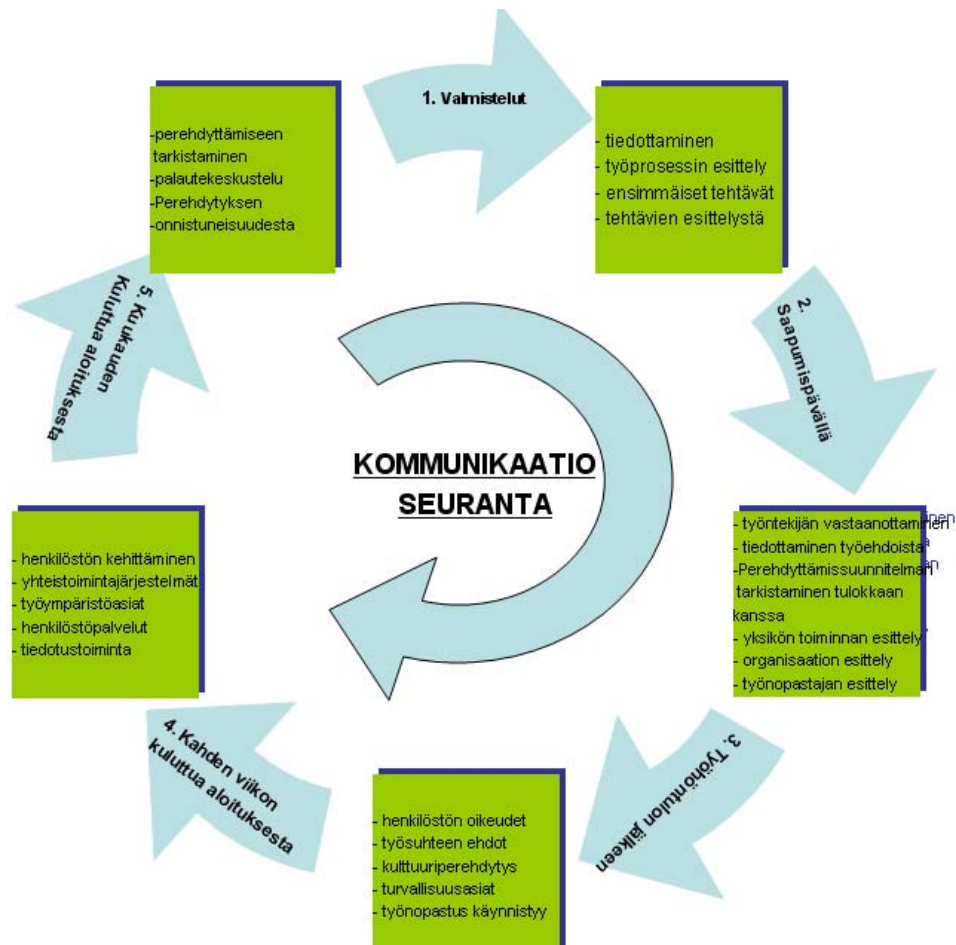 1. Valmistelut
- tiedottaminen
- työprosessin esittely
- ensimmäiset tehtävät
- tehtävien esittelystä
2.
Saapumispävällä
- työntekijän vastaanottaminen
- tiedottaminen työehdoista
-Perehdyttämissuunnitelman
tarkistaminen tulokkaan
kanssa
- yksikön toiminnan esittely
- organisaation esittely
- työnopastajan esittely
3. Työhöntulon jälkeen
- henkilöstön oikeudet
- työsuhteen ehdot
- kulttuuriperehdytys
- turvallisuusasiat
- työnopastus käynnistyy
4. Kahden viikon
kuluttua aloituksesta
- henkilöstön kehittäminen
- yhteistoimintajärjestelmät
- työympäristöasiat
- henkilöstöpalvelut
- tiedotustoiminta
5. Kuukauden
Kuluttua aloituksesta
-perehdyttämiseen
tarkistaminen
-palautekeskustelu
-Perehdytyksen
-onnistuneisuudesta
KOMMUNIKAATIO
SEURANTA